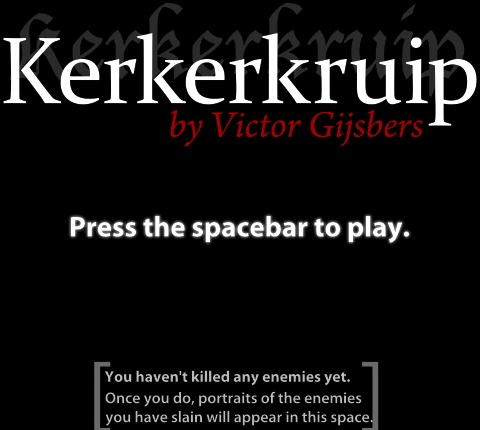 Kerkerkruip
by Victor Gijsbers
Press the spacebar to play.
You haven't killed any enemies yet.
Once you do, portraits of the enemies
you have slain will appear in this space.